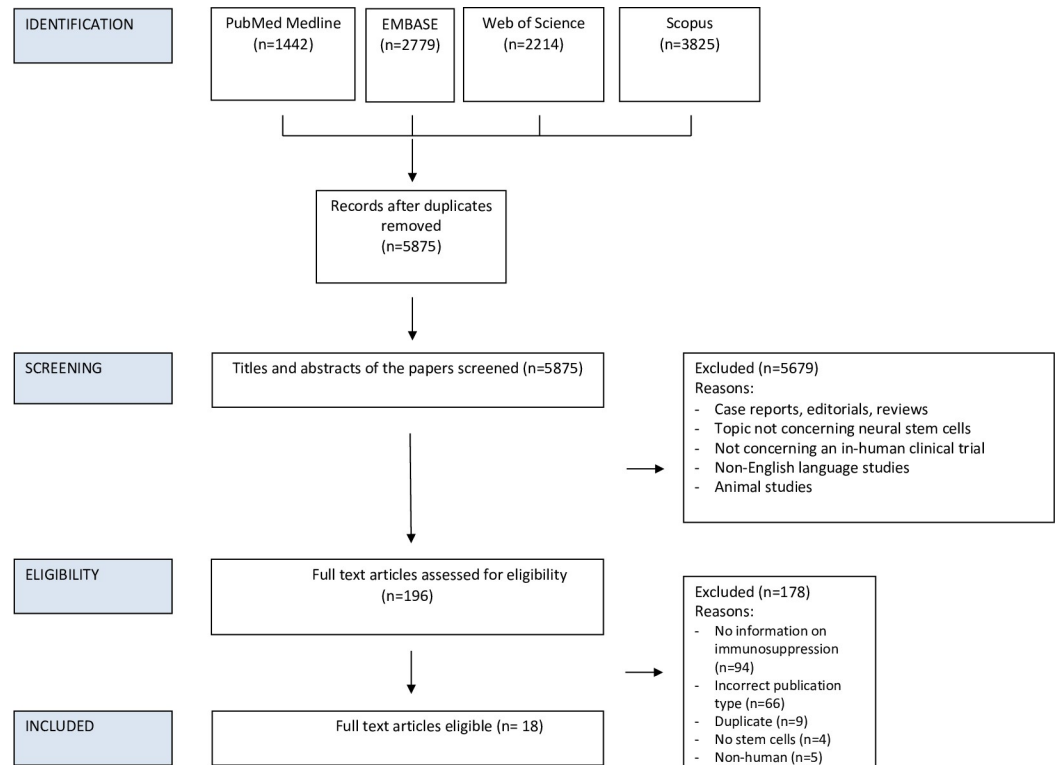 IDENTIFICATION
PubMed Medline
(n=1442)
EMBASE
(n=2779)
Web of Science
(n=2214)
Scopus
(n=3825)
Records after duplicates
removed
(n=5875)
SCREENING
Titles and abstracts of the papers screened (n=5875)
Excluded (n=5679)
Reasons:
- Case reports, editorials, reviews
- Topic not concerning neural stem cells
- Not concerning an in-human clinical trial
- Non-English language studies
- Animal studies
ELIGIBILITY
Full text articles assessed for eligibility
(n=196)
Excluded (n=178)
Reasons:
- No information on
immunosuppression
(n=94)
- Incorrect publication
type (n=66)
- Duplicate (n=9)
- No stem cells (n=4)
- Non-human (n=5)
INCLUDED
Full text articles eligible (n= 18)